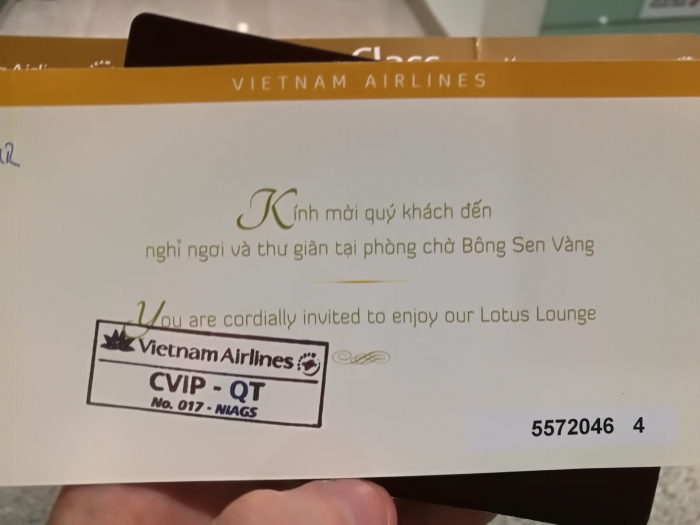 Class
VIETNAM AIRLINES
Kính mời quý khách đến
nghỉ ngơi và thư giãn tại phòng chờ Bông Sen Vàng
You are cordially invited to enjoy our Lotus Lounge
Vietnam Airlines
CVIP - QT
No. 017 - NIAGS
5572046 4